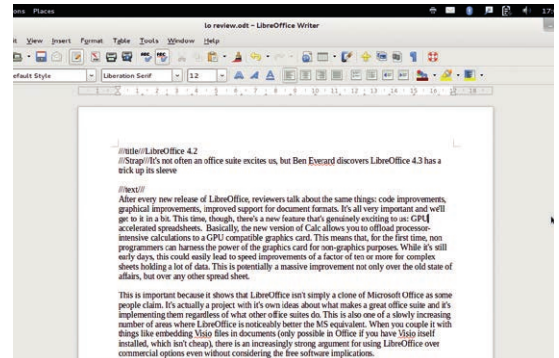 ons Places
17:
lo review.odt - LibreOffice Writer
t View Insert Format Table Tools Window Help
efault Style Liberation Serif 12
///title///LibreOffice 4.2
///Strap///It's not often an office suite excites us, but Ben Everard discovers LibreOffice 4.3 has a
trick up its sleeve
///text///
After every new release of LibreOffice, reviewers talk about the same things: code improvements,
graphical improvements, improved support for document formats. It's all very important and we'll
get to it in a bit. This time, though, there's a new feature that's genuinely exciting to us: GPU
accelerated spreadsheets. Basically, the new version of Calc allows you to offload processor-
intensive calculations to a GPU compatible graphics card. This means that, for the first time, non
programmers can harness the power of the graphics card for non-graphics purposes. While it's still
early days, this could easily lead to speed improvements of a factor of ten or more for complex
sheets holding a lot of data. This is potentially a massive improvement not only over the old state of
affairs, but over any other spread sheet.
This is important because it shows that LibreOffice isn't simply a clone of Microsoft Office as some
people claim. It's actually a project with it's own ideas about what makes a great office suite and it's
implementing them regardless of what other office suites do. This is also one of a slowly increasing
number of areas where LibreOffice is noticeably better the MS equivalent. When you couple it with
things like embedding Visio files in documents (only possible in Office if you have Visio itself
installed, which isn't cheap), there is an increasingly strong argument for using LibreOffice over
commercial options even without considering the free software implications.